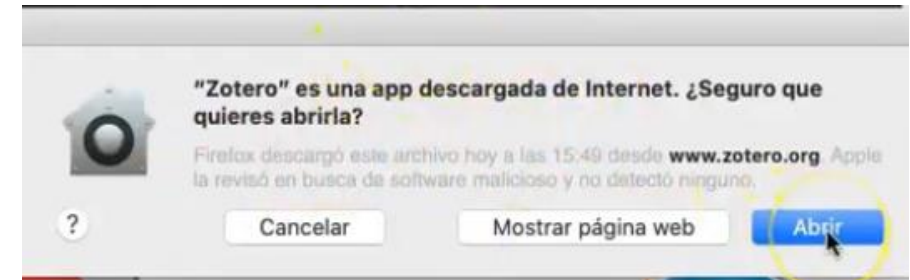 "Zotero" es una app descargada de Internet. ¿Seguro que
quieres abrirla?
Firefox descargó este archivo hoy a las 15:49 desde www.zotero.org. Apple
la revisó en busca de software malicioso y no detectó ninguno.
?
Cancelar
Mostrar página web
Abrir